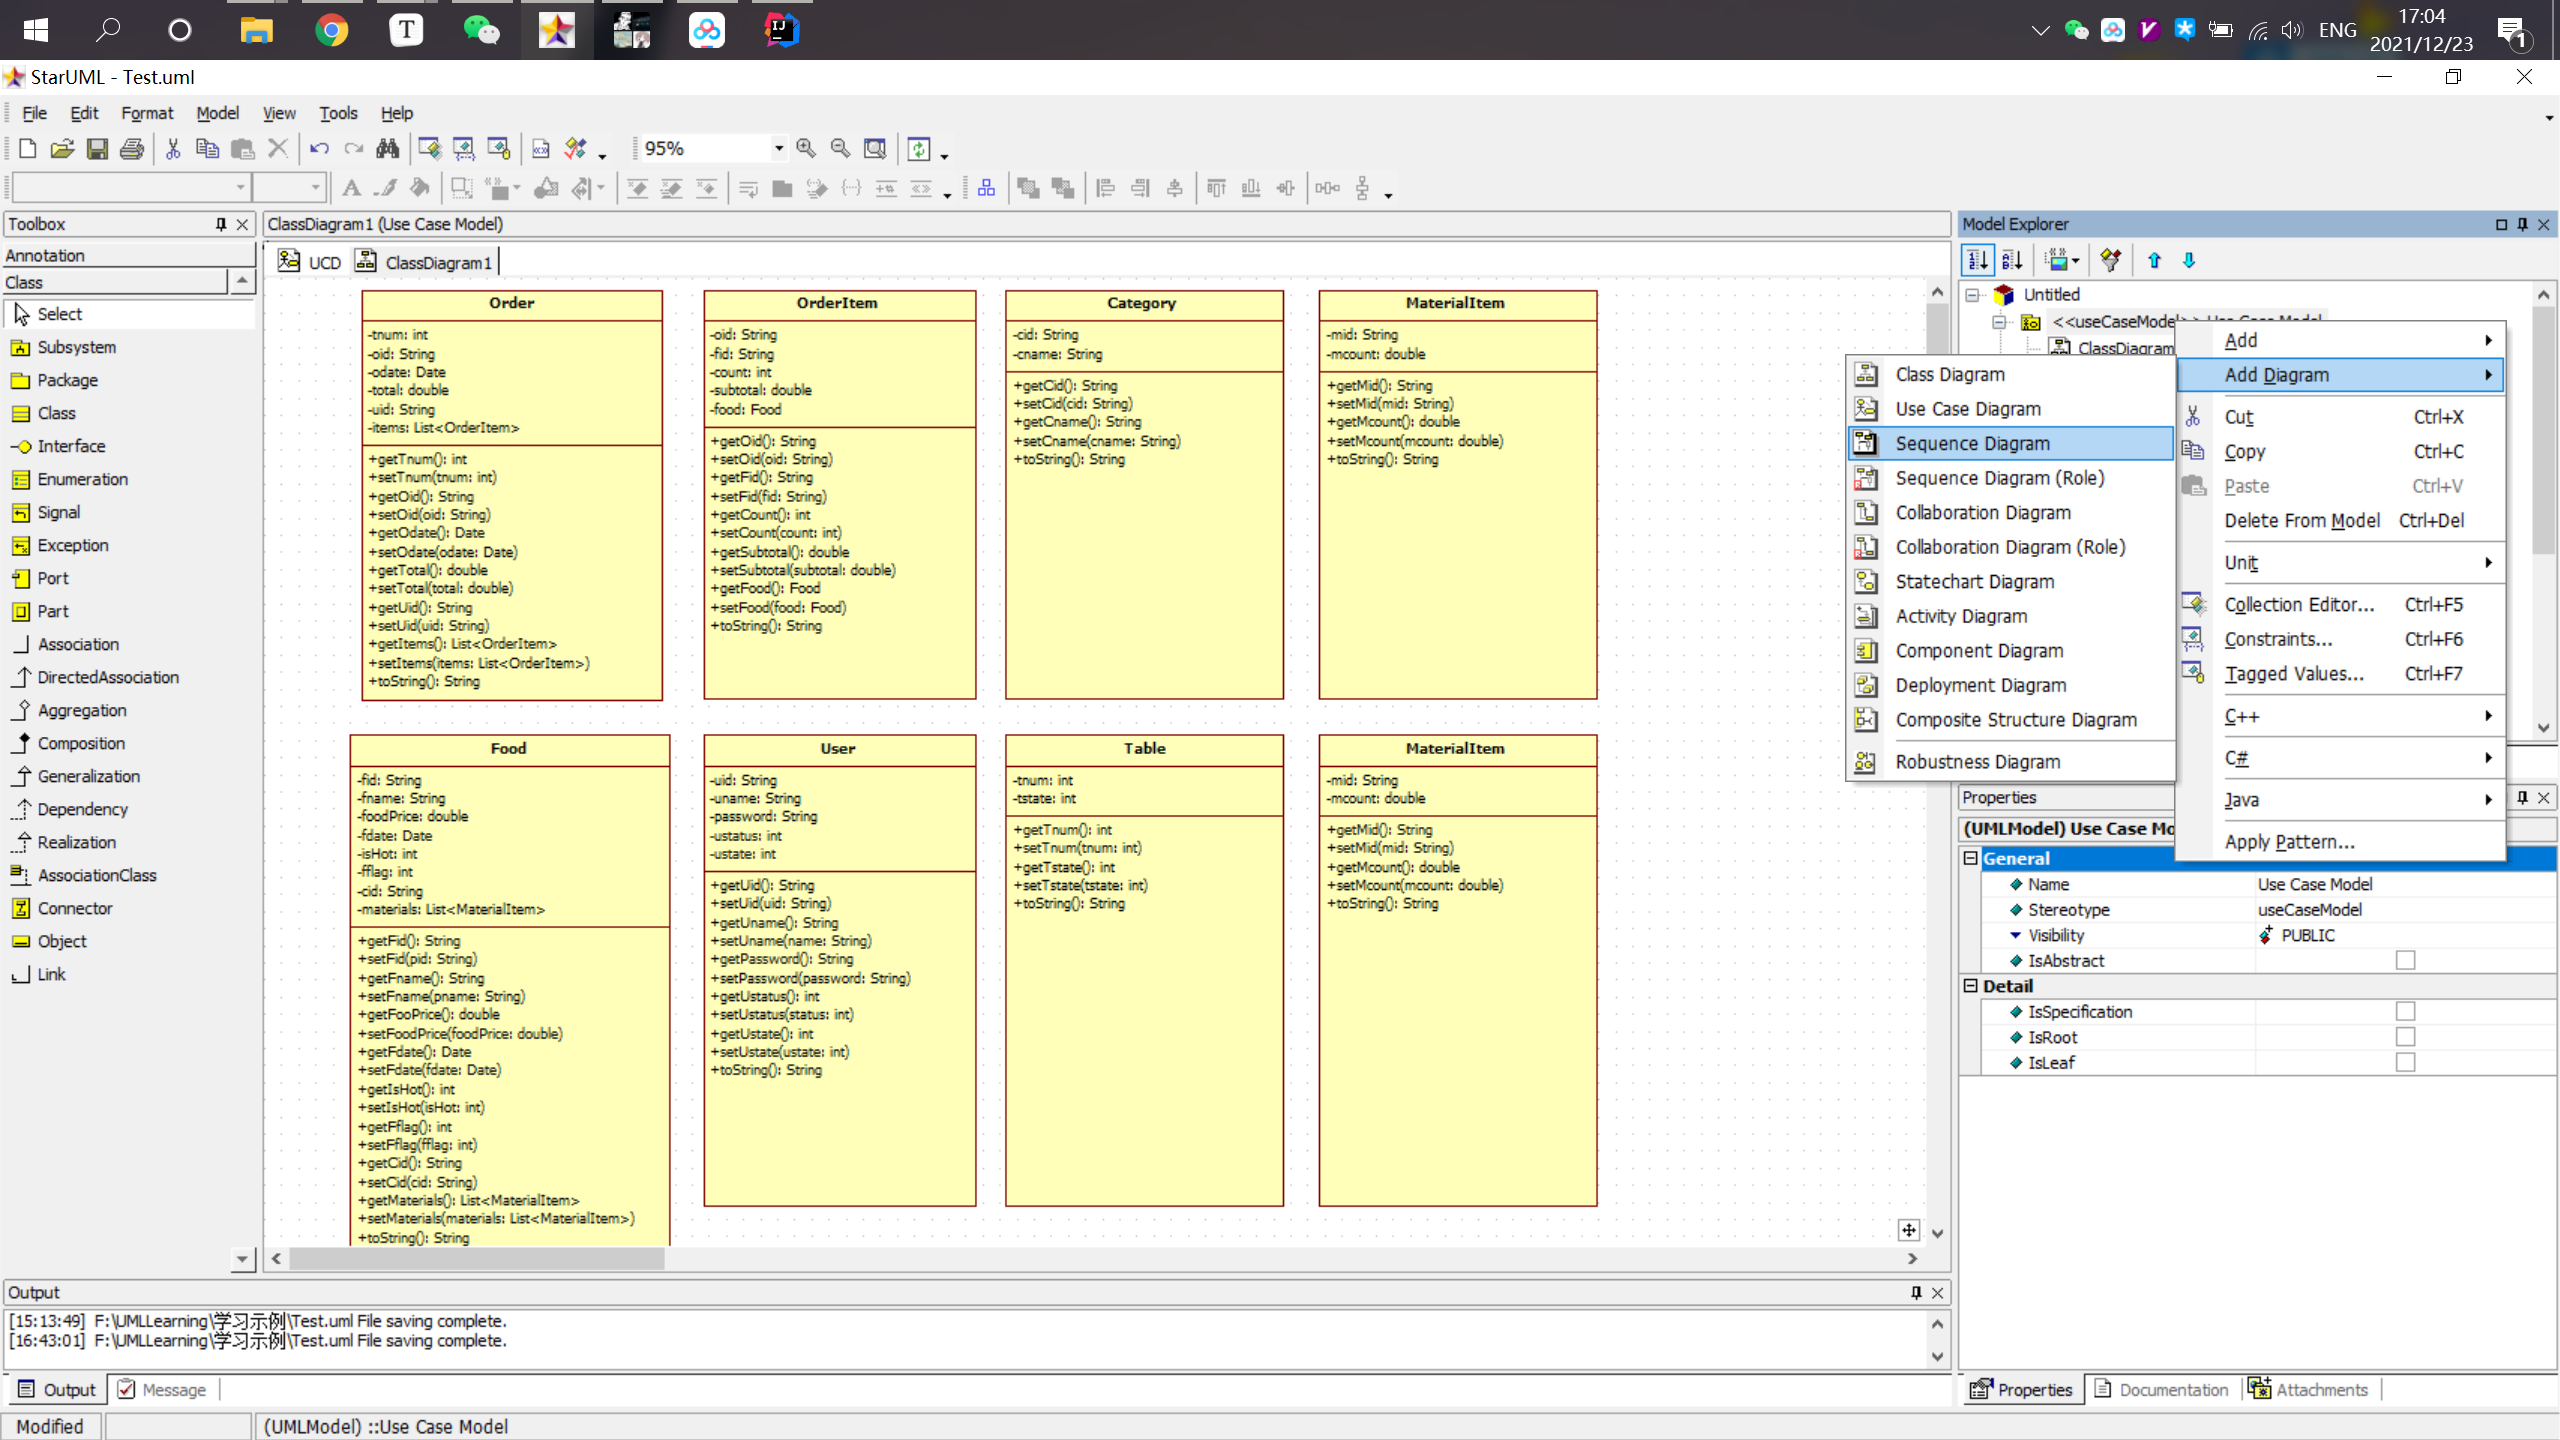 ENG
17:04
2021/12/23
1
StarUML - Test.uml
File Edit Format Model View Tools Help
95%
Toolbox
Annotation
Class
Select
Subsystem
Package
Class
Interface
Enumeration
Signal
Exception
Port
Part
Association
DirectedAssociation
Aggregation
Composition
Generalization
Dependency
Realization
AssociationClass
Connector
Object
Link
ClassDiagram1 (Use Case Model)
UCD ClassDiagram1
Order
-tnum: int
-oid: String
-odate: Date
-total: double
-uid: String
-items: List<OrderItem>
+getTnum(): int
+setTnum(tnum: int)
+getOid(): String
+setOid(oid: String)
+getOdate(): Date
+setOdate(odate: Date)
+getTotal(): double
+setTotal(total: double)
+getUid(): String
+setUid(uid: String)
+getItems(): List<OrderItem>
+setItems(items: List<OrderItem>)
+toString(): String
OrderItem
-oid: String
-fid: String
-count: int
-subtotal: double
-food: Food
+getOid(): String
+setOid(oid: String)
+getFid(): String
+setFid(fid: String)
+getCount(): int
+setCount(count: int)
+getSubtotal(): double
+setSubtotal(subtotal: double)
+getFood(): Food
+setFood(food: Food)
+toString(): String
Category
-cid: String
-cname: String
+getCid(): String
+setCid(cid: String)
+getCname(): String
+setCname(cname: String)
+toString(): String
MaterialItem
-mid: String
-mcount: double
+getMid(): String
+setMid(mid: String)
+getMcount(): double
+setMcount(mcount: double)
+toString(): String
Food
-fid: String
-fname: String
-foodPrice: double
-fdate: Date
-isHot: int
-fflag: int
-cid: String
-materials: List<MaterialItem>
+getFid(): String
+setFid(pid: String)
+getFname(): String
+setFname(pname: String)
+getFooPrice(): double
+setFoodPrice(foodPrice: double)
+getFdate(): Date
+setFdate(fdate: Date)
+getIsHot(): int
+setIsHot(isHot: int)
+getFflag(): int
+setFflag(fflag: int)
+getCid(): String
+setCid(cid: String)
+getMaterials(): List<MaterialItem>
+setMaterials(materials: List<MaterialItem>)
+toString(): String
User
-uid: String
-uname: String
-password: String
-ustatus: int
-ustate: int
+getUid(): String
+setUid(uid: String)
+getUname(): String
+setUname(name: String)
+getPassword(): String
+setPassword(password: String)
+getUstatus(): int
+setUstatus(status: int)
+getUstate(): int
+setUstate(ustate: int)
+toString(): String
Table
-tnum: int
-tstate: int
+getTnum(): int
+setTnum(tnum: int)
+getTstate(): int
+setTstate(tstate: int)
+toString(): String
MaterialItem
-mid: String
-mcount: double
+getMid(): String
+setMid(mid: String)
+getMcount(): double
+setMcount(mcount: double)
+toString(): String
Model Explorer
Untitled
<<useCaseModel>> Use Case Model
ClassDiagram
Class Diagram
Use Case Diagram
Sequence Diagram
Sequence Diagram (Role)
Collaboration Diagram
Collaboration Diagram (Role)
Statechart Diagram
Activity Diagram
Component Diagram
Deployment Diagram
Composite Structure Diagram
Robustness Diagram
Add
Add Diagram
Cut Ctrl+X
Copy Ctrl+C
Paste Ctrl+V
Delete From Model Ctrl+Del
Unit
Collection Editor... Ctrl+F5
Constraints... Ctrl+F6
Tagged Values... Ctrl+F7
C++
C#
Java
Apply Pattern...
Properties
(UMLModel) Use Case Mo
General
Name Use Case Model
Stereotype useCaseModel
Visibility PUBLIC
IsAbstract
Detail
IsSpecification
IsRoot
IsLeaf
Output
[15:13:49] F:\UMLLearning\学习示例\Test.uml File saving complete.
[16:43:01] F:\UMLLearning\学习示例\Test.uml File saving complete.
Output Message
Properties Documentation Attachments
Modified
(UMLModel) ::Use Case Model